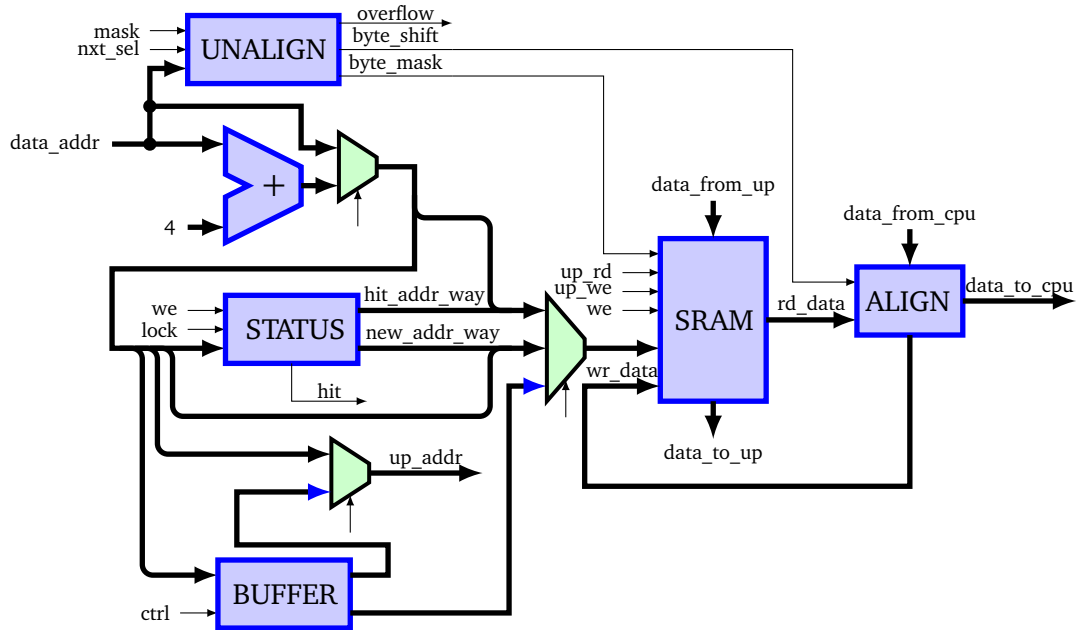 overflow
mask
byte_shift
nxt_sel
UNALIGN
byte_mask
data_addr
+
4
data_from_up
data_from_cpu
up_rd
up_we
we
hit_addr_way
we
lock
STATUS
new_addr_way
SRAM
rd_data
ALIGN
data_to_cpu
wr_data
hit
up_addr
data_to_up
BUFFER
ctrl